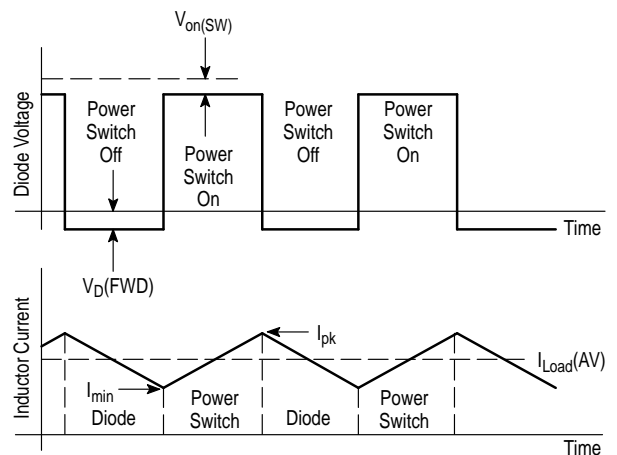 Von(SW)
Diode Voltage
Power
Switch
Off
Power
Switch
On
Power
Switch
Off
Power
Switch
On
Time
VD(FWD)
Inductor Current
Ipk
ILoad(AV)
Imin
Diode
Power
Switch
Diode
Power
Switch
Time